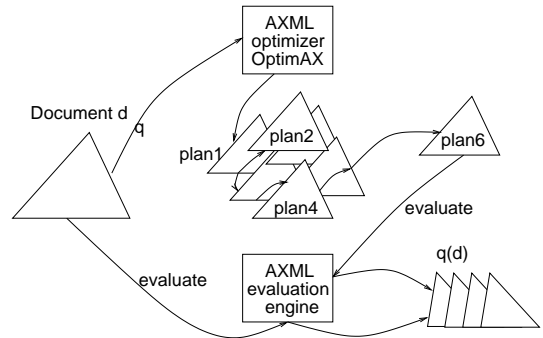 AXML
optimizer
OptimAX
Document d
q
plan1
plan2
plan6
plan4
evaluate
q(d)
evaluate
AXML
evaluation
engine